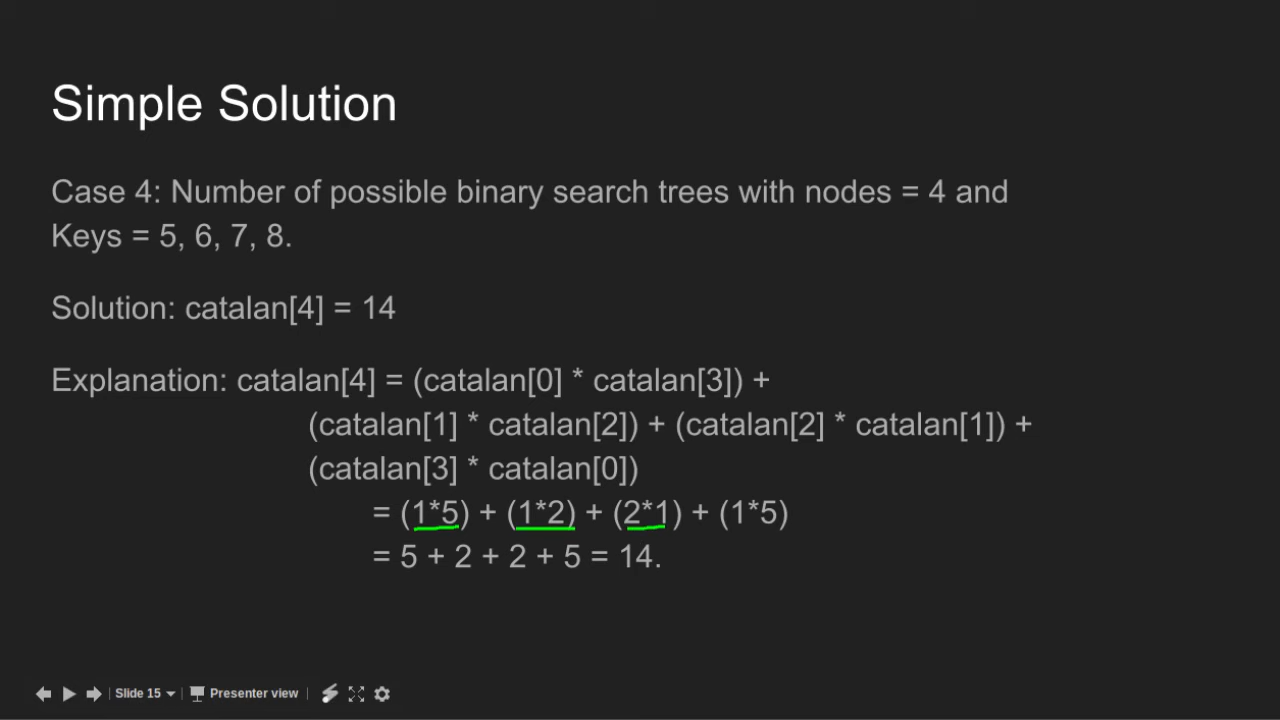 Simple Solution
Case 4: Number of possible binary search trees with nodes = 4 and
Keys = 5, 6, 7, 8.
Solution: catalan[4] = 14
Explanation: catalan[4] = (catalan[0] * catalan[3]) +
(catalan[1] * catalan[2]) + (catalan[2] * catalan[1]) +
(catalan[3] * catalan[0])
= (1*5) + (1*2) + (2*1) + (1*5)
= 5 + 2 + 2 + 5 = 14.
Slide 15 Presenter view